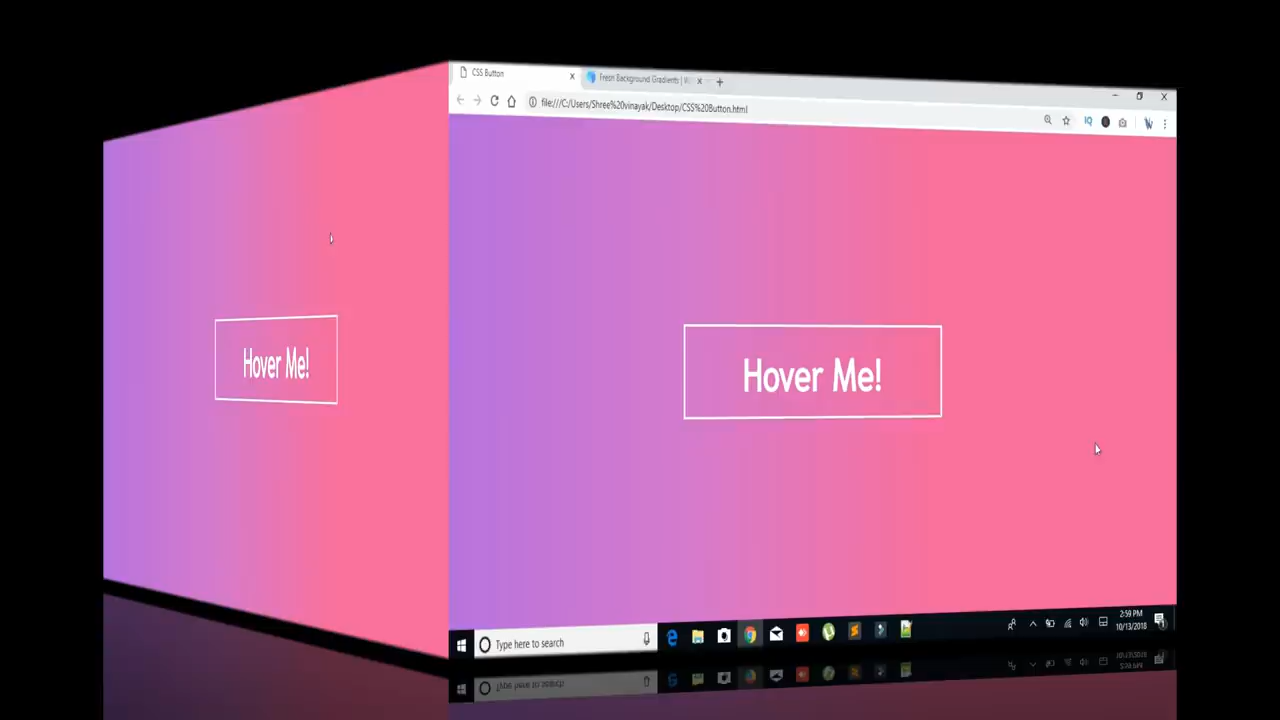 CSS Button
Fresh Background Gradients | W
file:///C:/Users/Shree%20vinayak/Desktop/CSS%20Button.html
IQ
Hover Me!
Hover Me!
Type here to search
2:59 PM
10/13/2018